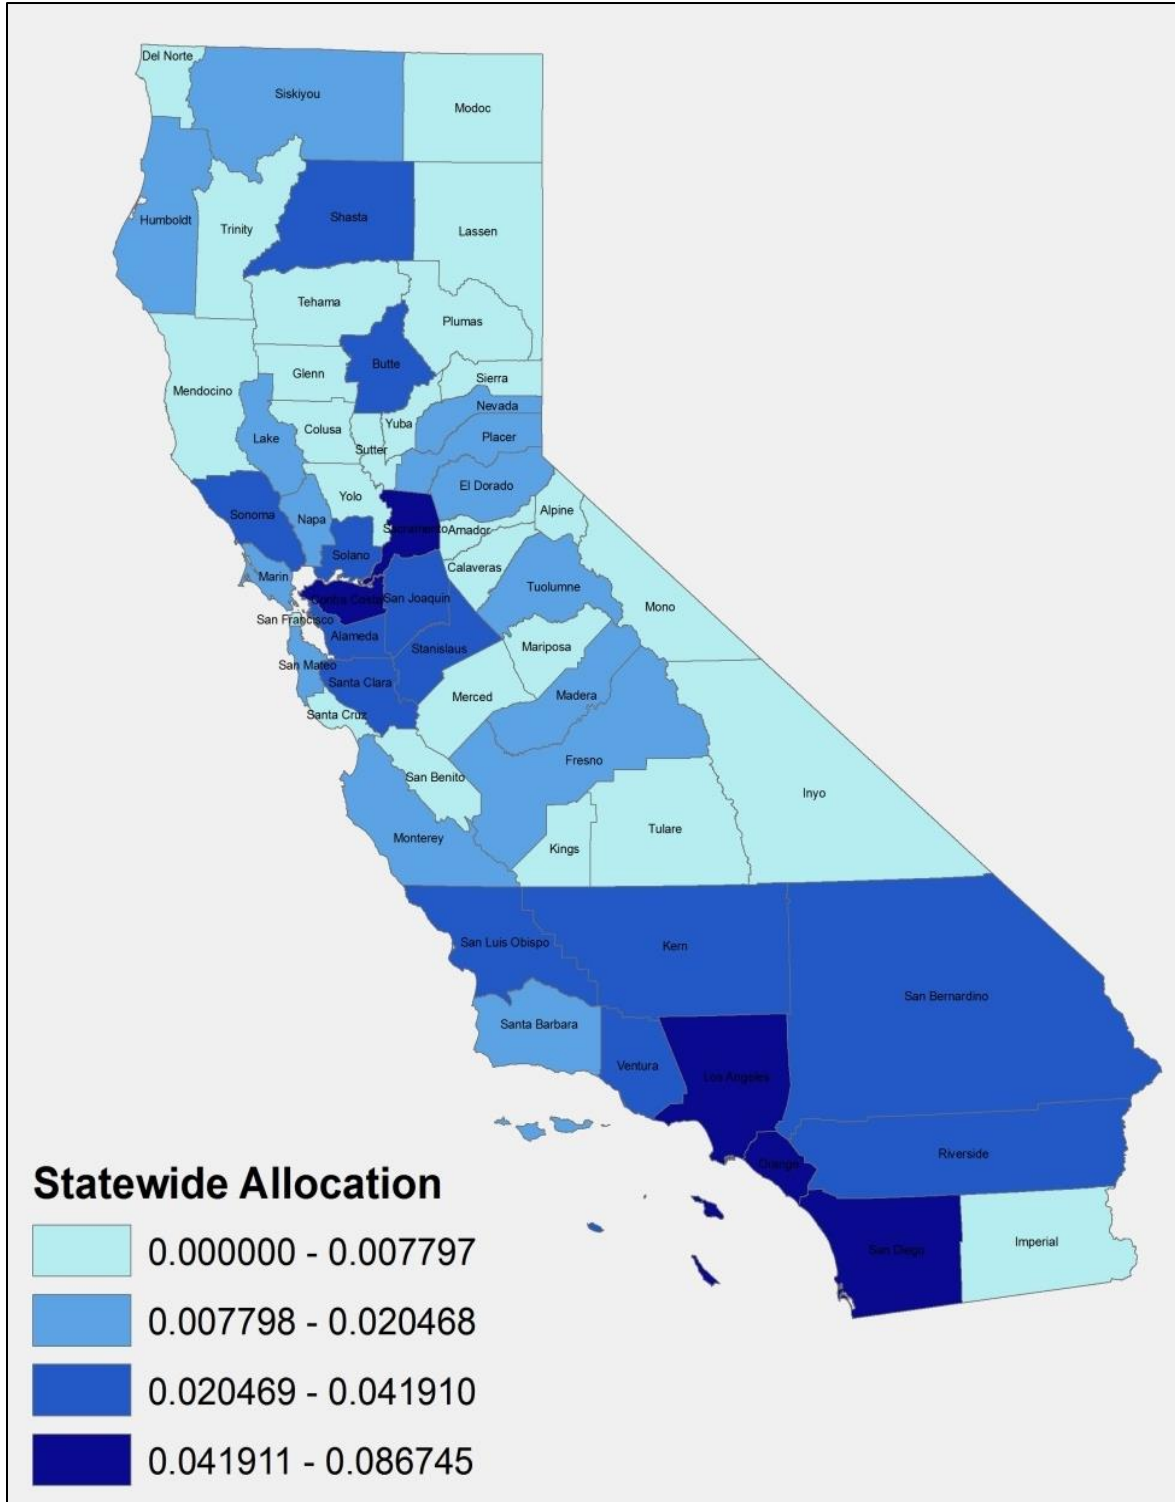 Del Norte
Siskiyou
Modoc
Humboldt
Trinity
Shasta
Lassen
Tehama
Plumas
Butte
Glenn
Sierra
Mendocino
Nevada
Colusa
Yuba
Lake
Sutter
Placer
El Dorado
Yolo
Sonoma
Napa
Alpine
Sacramento
Amador
Solano
Calaveras
Marin
Tuolumne
Contra Costa
San Joaquin
Mono
San Francisco
Alameda
Stanislaus
Mariposa
San Mateo
Santa Clara
Merced
Madera
Santa Cruz
Fresno
San Benito
Inyo
Monterey
Kings
Tulare
San Luis Obispo
Kern
San Bernardino
Santa Barbara
Ventura
Los Angeles
Orange
Riverside
San Diego
Imperial
Statewide Allocation
0.000000 - 0.007797
0.007798 - 0.020468
0.020469 - 0.041910
0.041911 - 0.086745